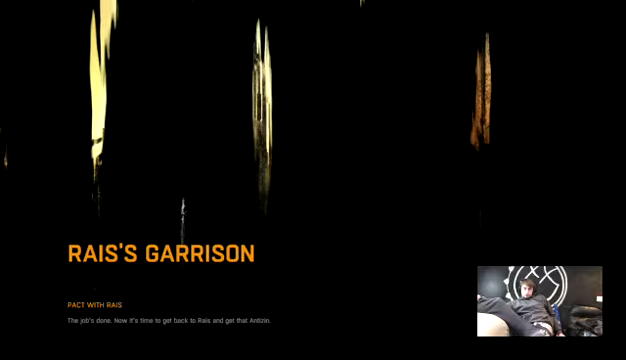 RAIS'S GARRISON
PACT WITH RAIS
The job's done. Now it's time to get back to Rais and get that Antizin.